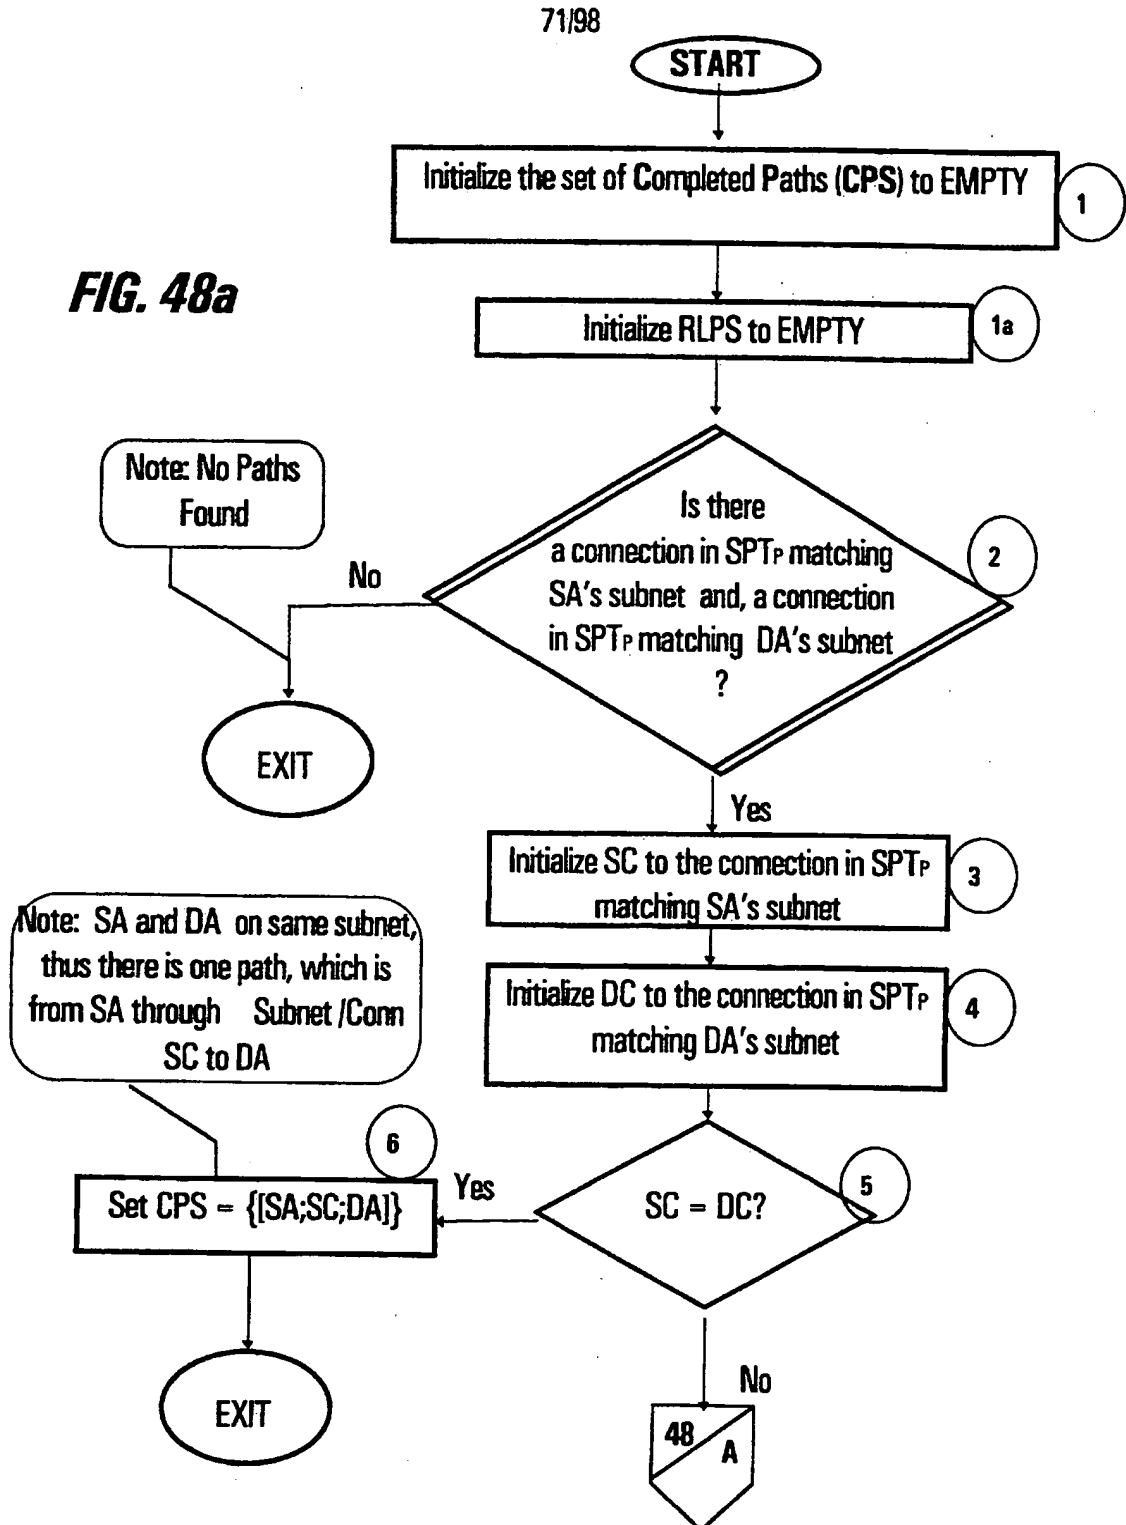 71/98
START
Initialize the set of Completed Paths (CPS) to EMPTY
1
FIG. 48a
Initialize RLPS to EMPTY
1a
Note: No Paths
Found
No
Is there
a connection in SPTP matching
SA's subnet and, a connection
in SPTP matching DA's subnet
?
2
EXIT
Yes
Initialize SC to the connection in SPTP
matching SA's subnet
3
Note: SA and DA on same subnet,
thus there is one path, which is
from SA through Subnet /Conn
SC to DA
Initialize DC to the connection in SPTP
matching DA's subnet
4
6
Set CPS = {[SA;SC;DA]}
Yes
SC = DC?
5
EXIT
No
48
A